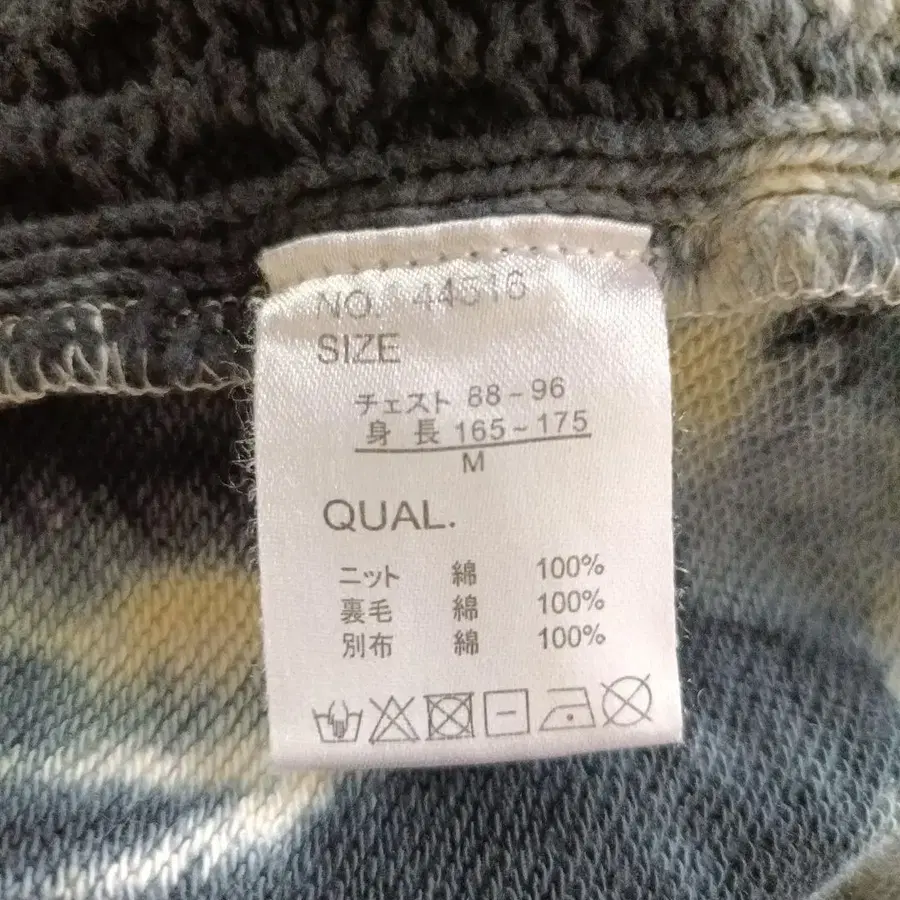 NO. 44516
SIZE
チェスト 88-96
身長 165~175
M
QUAL.
ニット 綿 100%
裏毛 綿 100%
別布 綿 100%